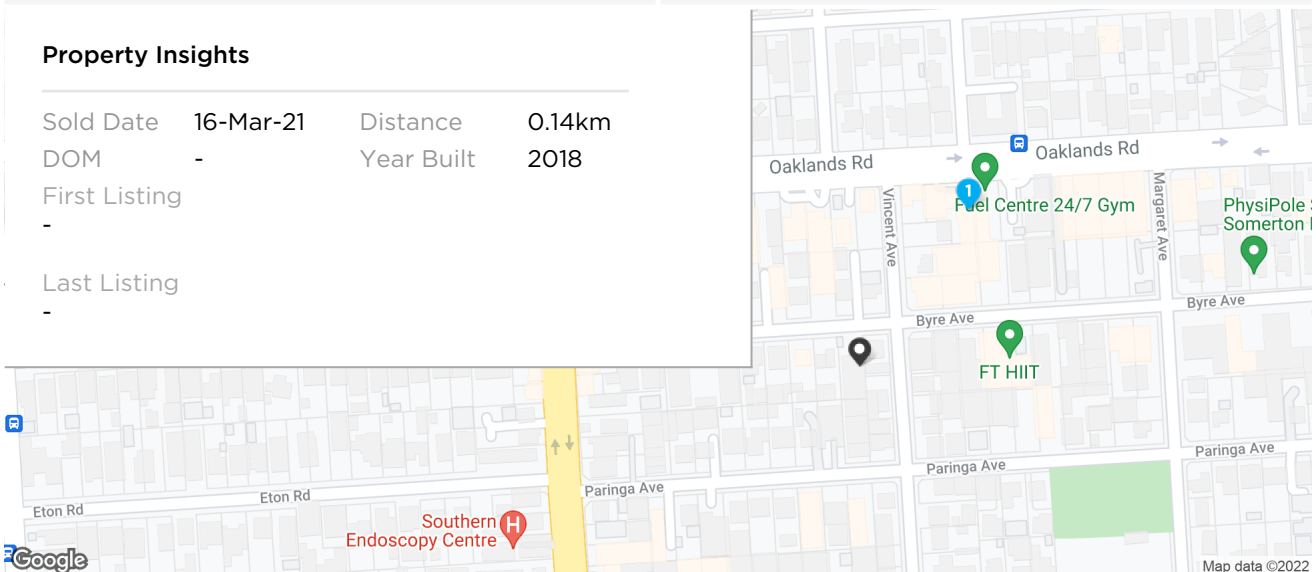 Property Insights
Sold Date 16-Mar-21 Distance 0.14km
DOM - Year Built 2018
First Listing
-
Last Listing
-
Oaklands Rd
Oaklands Rd
1
Fuel Centre 24/7 Gym
Vincent Ave
Margaret Ave
PhysiPole
Somerton
Byre Ave
Byre Ave
FT HIIT
Paringa Ave
Paringa Ave
Paringa Ave
Eton Rd
Eton Rd
Southern H
Endoscopy Centre
Google
Map data ©2022